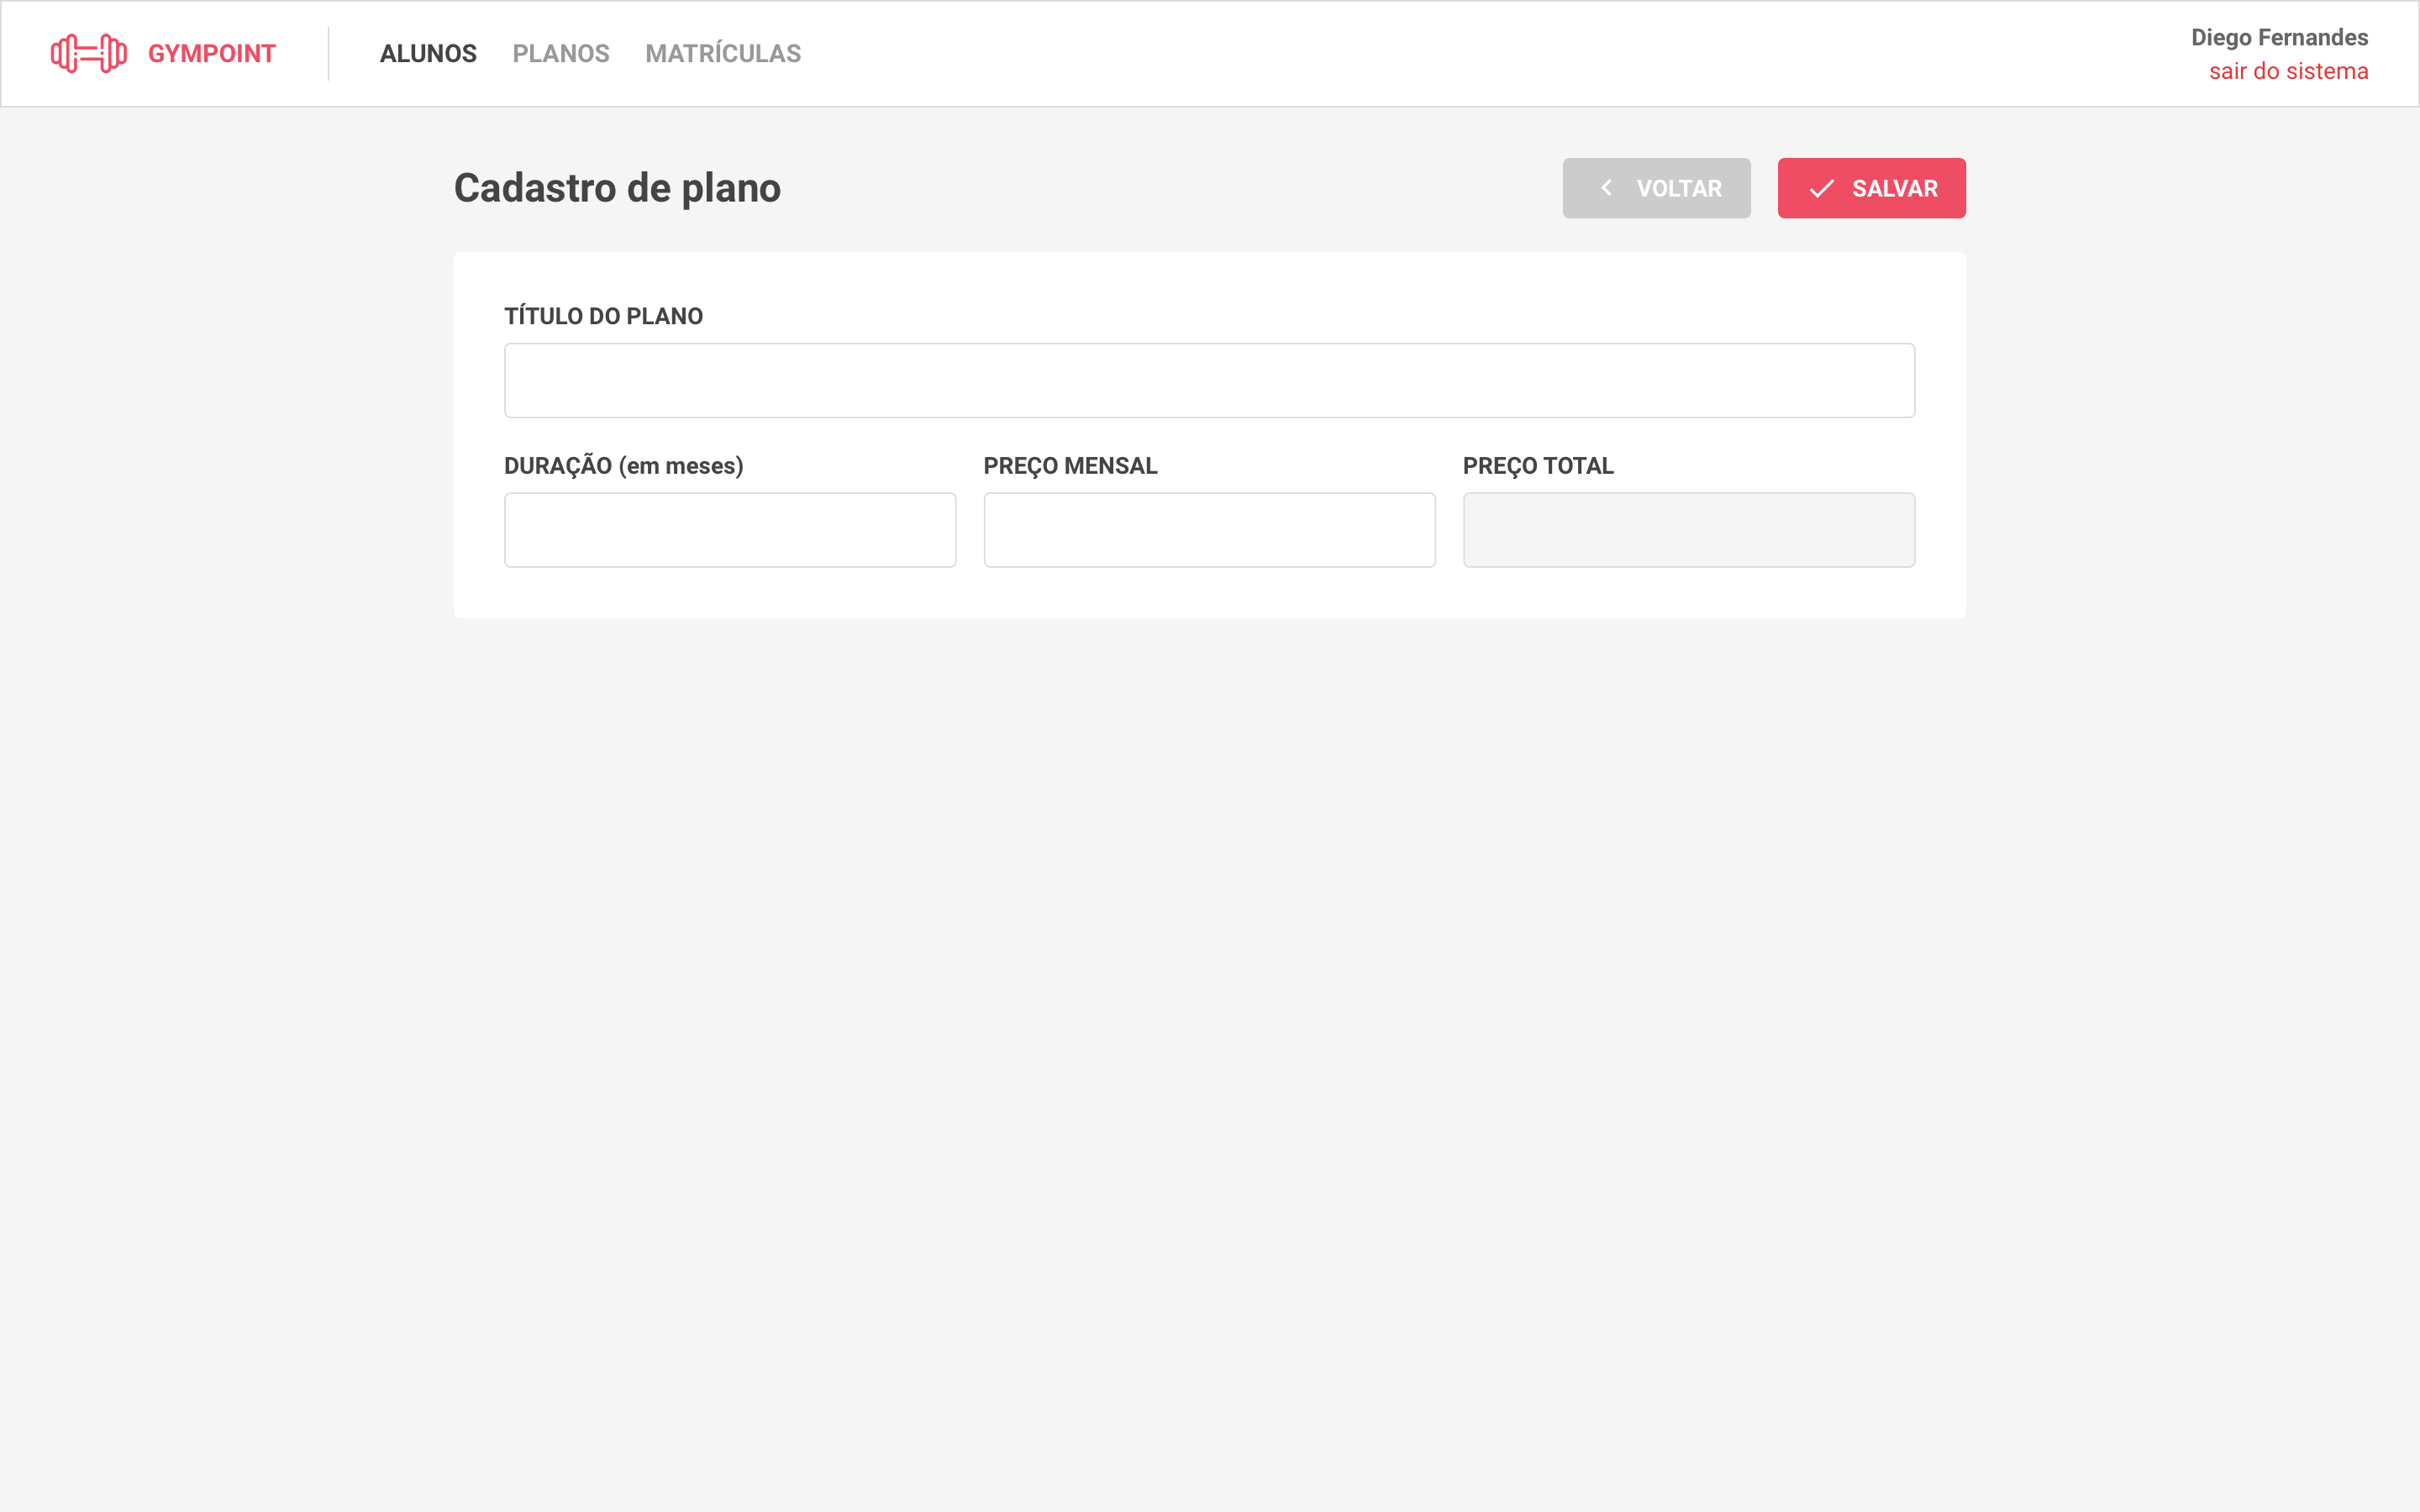 GYMPOINT
ALUNOS PLANOS MATRÍCULAS
Diego Fernandes
sair do sistema
Cadastro de plano
VOLTAR
SALVAR
TÍTULO DO PLANO
DURAÇÃO (em meses)
PREÇO MENSAL
PREÇO TOTAL